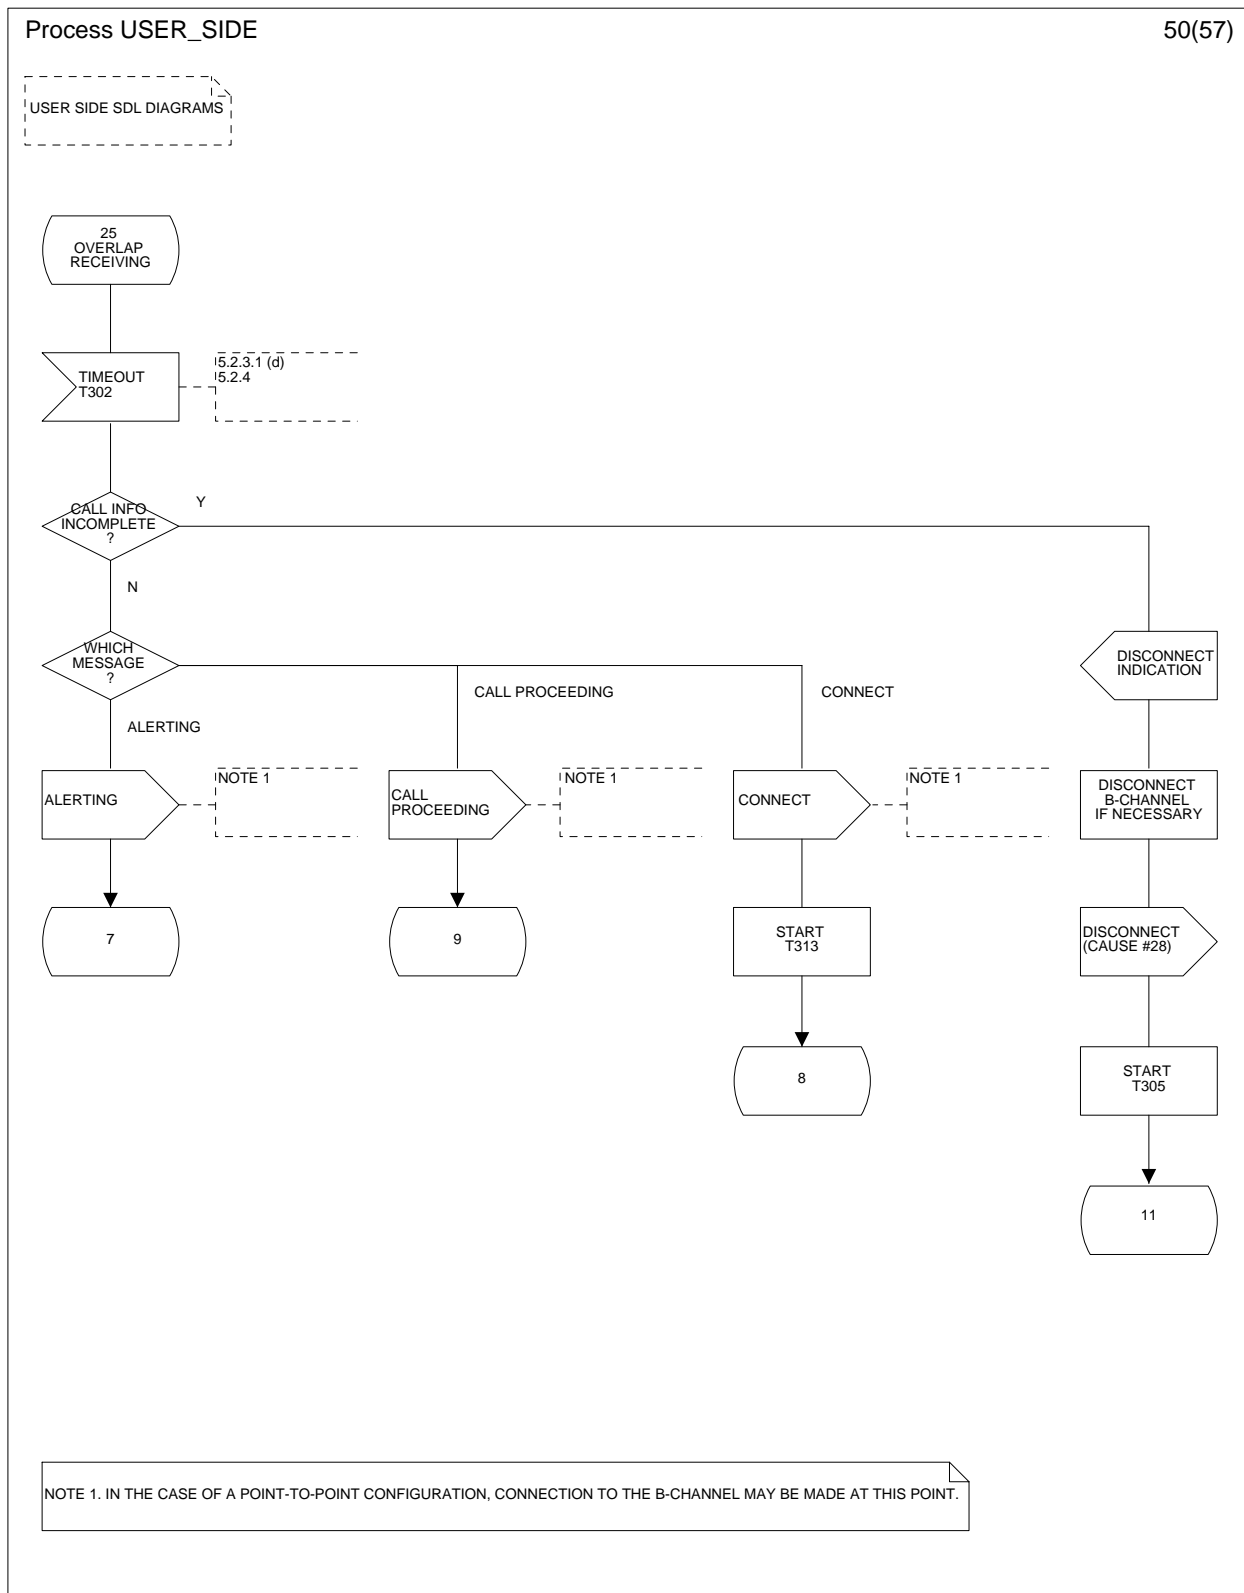 Process USER_SIDE
50(57)
USER SIDE SDL DIAGRAMS
25
OVERLAP
RECEIVING
TIMEOUT
T302
5.2.3.1 (d)
5.2.4
CALL INFO
INCOMPLETE
?
Y
N
WHICH
MESSAGE
?
CALL PROCEEDING
CONNECT
ALERTING
DISCONNECT
INDICATION
ALERTING
NOTE 1
CALL
PROCEEDING
NOTE 1
CONNECT
NOTE 1
DISCONNECT
B-CHANNEL
IF NECESSARY
7
9
START
T313
DISCONNECT
(CAUSE #28)
8
START
T305
11
NOTE 1. IN THE CASE OF A POINT-TO-POINT CONFIGURATION, CONNECTION TO THE B-CHANNEL MAY BE MADE AT THIS POINT.